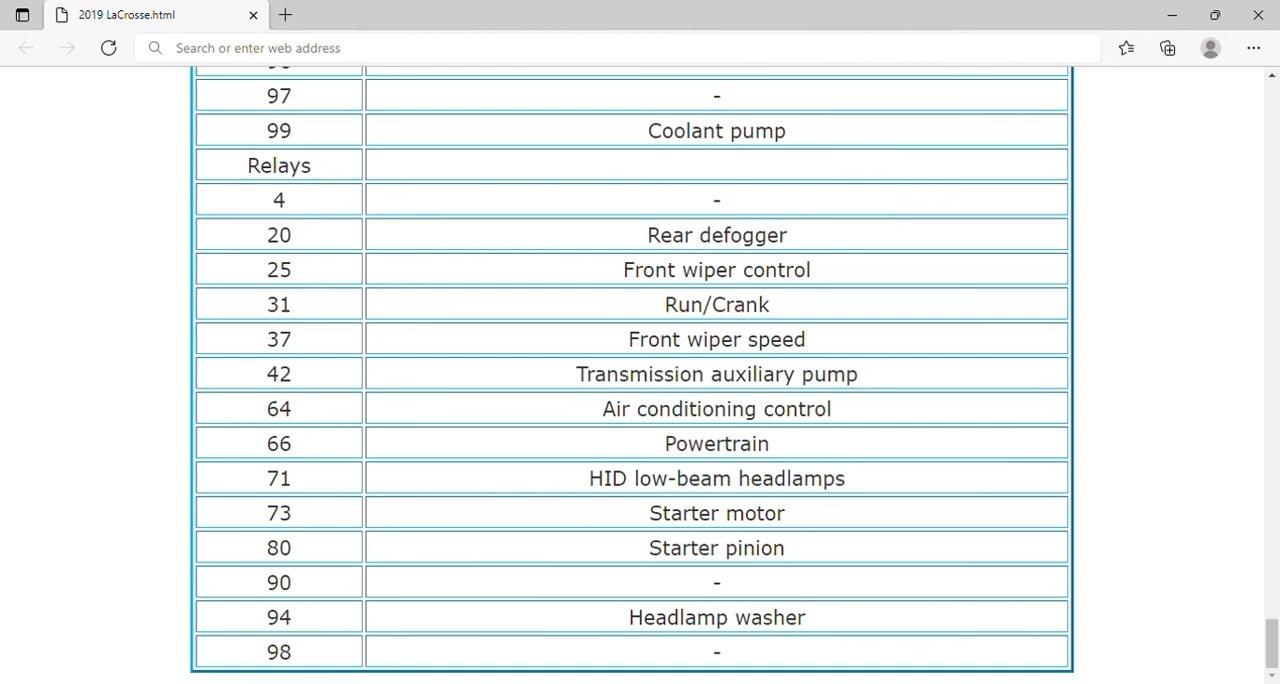 2019 LaCrosse.html
Search or enter web address
97 -
99 Coolant pump
Relays
4 -
20 Rear defogger
25 Front wiper control
31 Run/Crank
37 Front wiper speed
42 Transmission auxiliary pump
64 Air conditioning control
66 Powertrain
71 HID low-beam headlamps
73 Starter motor
80 Starter pinion
90 -
94 Headlamp washer
98 -